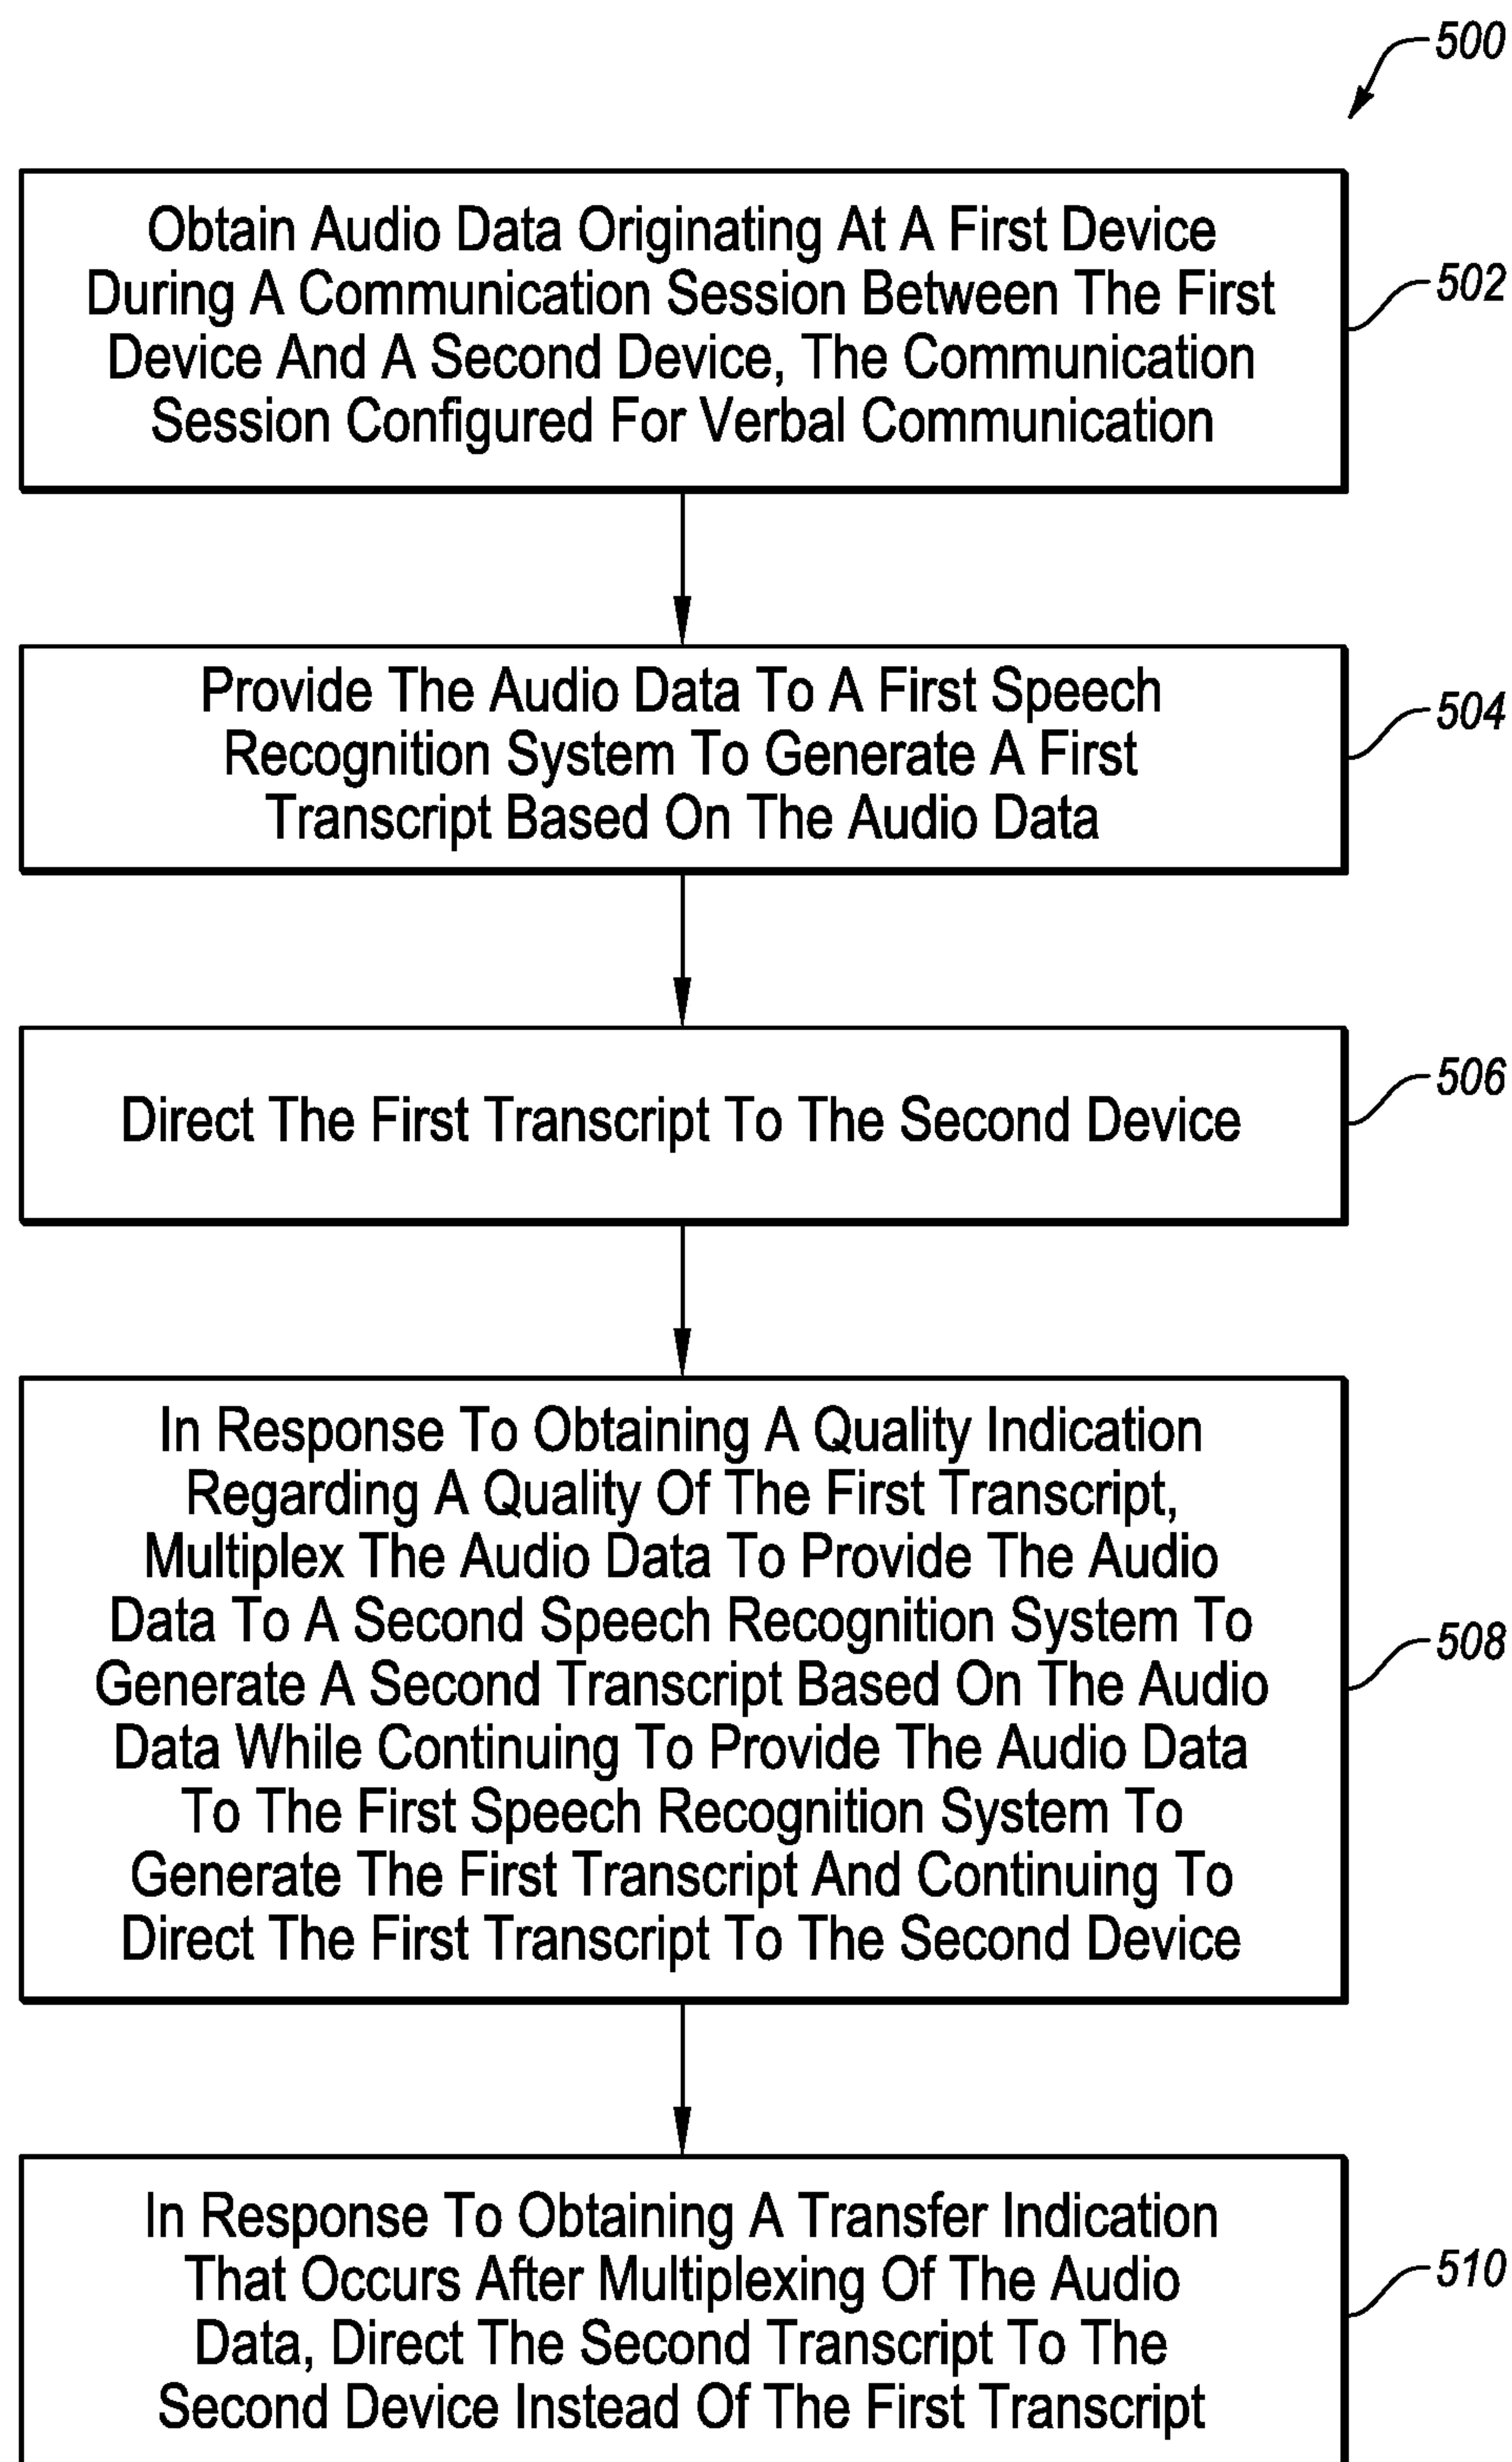 500
Obtain Audio Data Originating At A First Device
During A Communication Session Between The First
Device And A Second Device, The Communication
Session Configured For Verbal Communication
502
Provide The Audio Data To A First Speech
Recognition System To Generate A First
Transcript Based On The Audio Data
504
Direct The First Transcript To The Second Device
506
In Response To Obtaining A Quality Indication
Regarding A Quality Of The First Transcript,
Multiplex The Audio Data To Provide The Audio
Data To A Second Speech Recognition System To
Generate A Second Transcript Based On The Audio
Data While Continuing To Provide The Audio Data
To The First Speech Recognition System To
Generate The First Transcript And Continuing To
Direct The First Transcript To The Second Device
508
In Response To Obtaining A Transfer Indication
That Occurs After Multiplexing Of The Audio
Data, Direct The Second Transcript To The
Second Device Instead Of The First Transcript
510